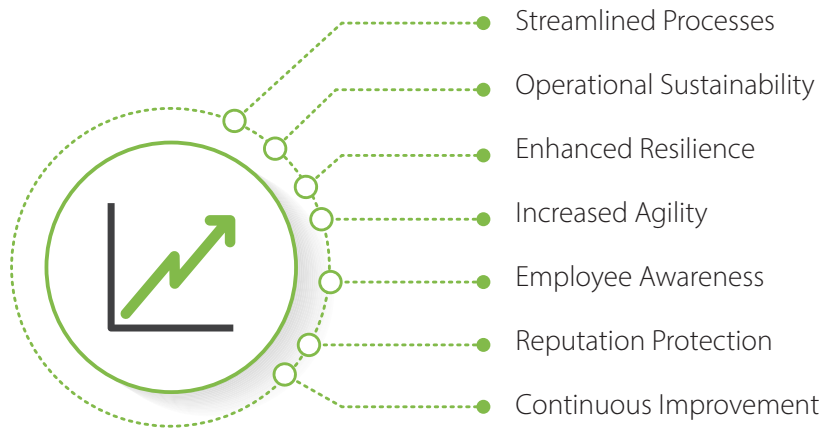 Streamlined Processes
Operational Sustainability
Enhanced Resilience
Increased Agility
Employee Awareness
Reputation Protection
Continuous Improvement